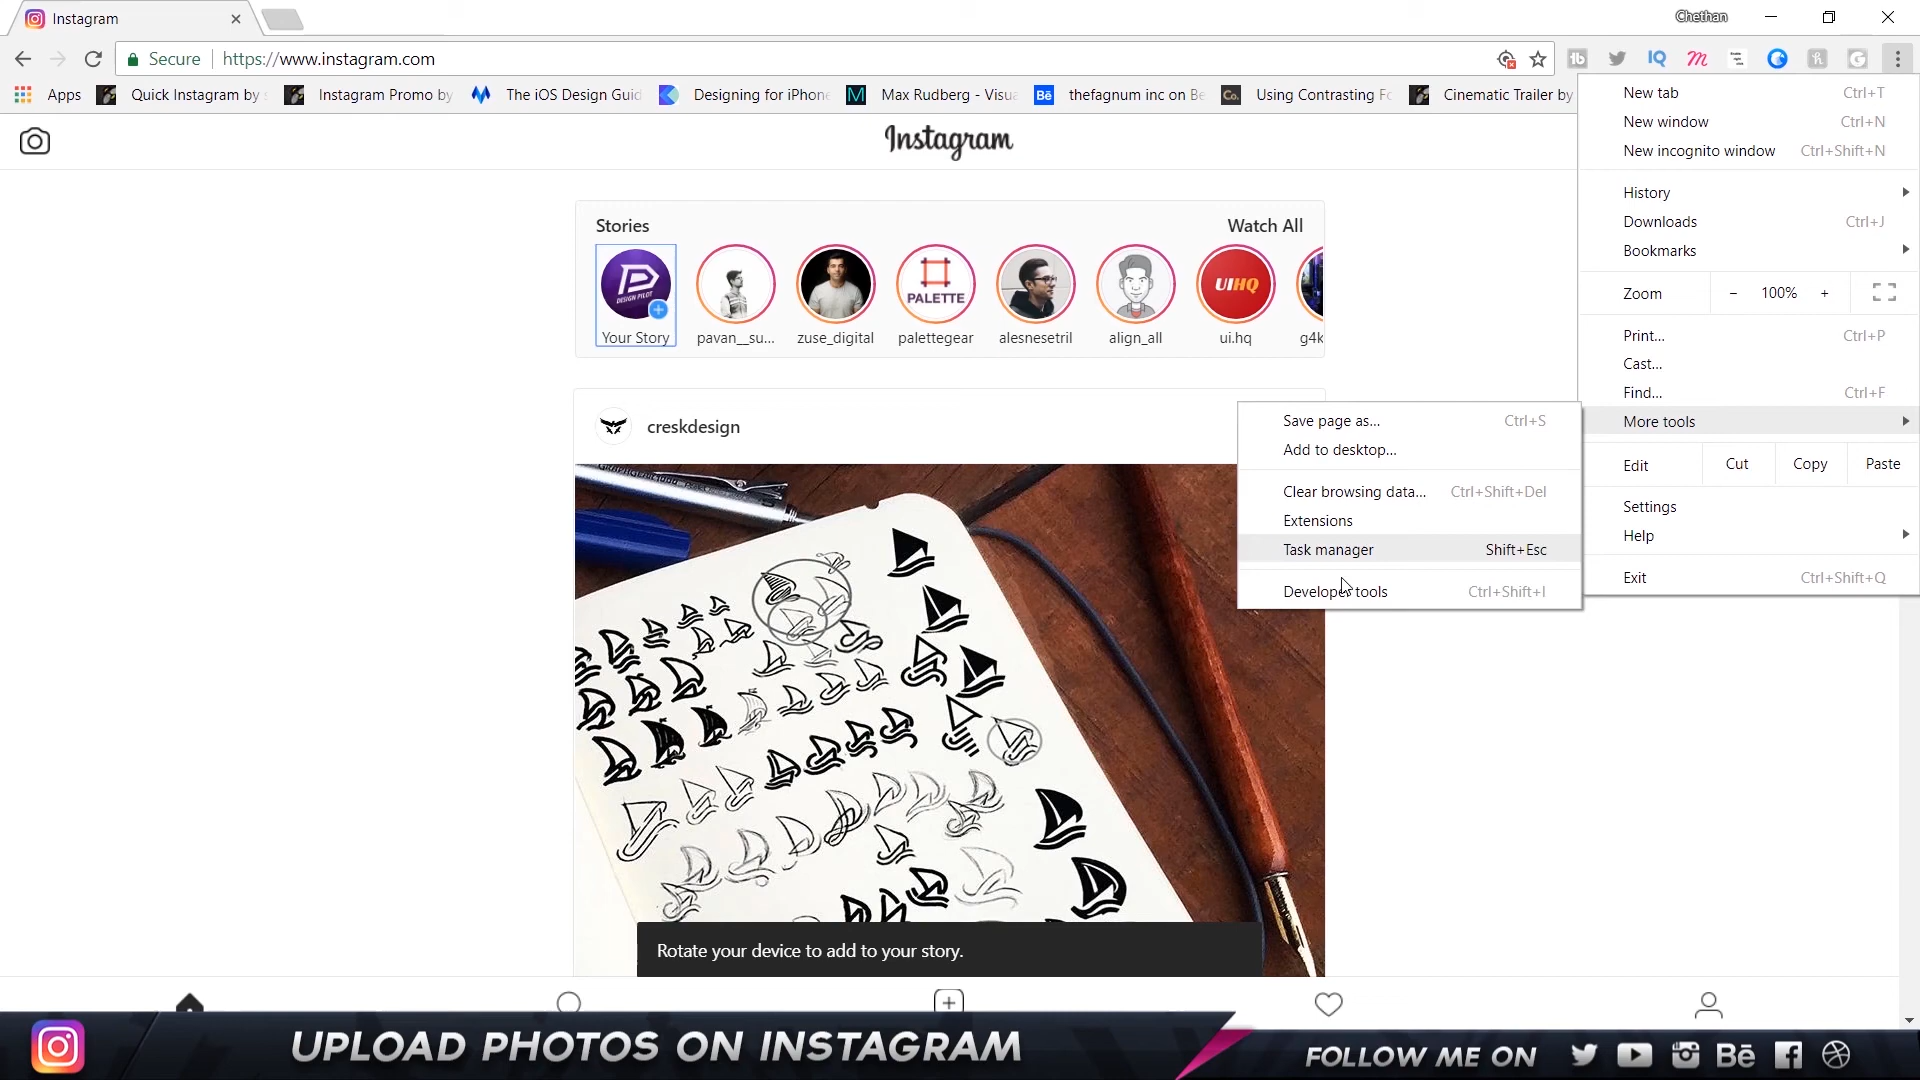 Instagram
Chethan
Secure
https://www.instagram.com
Apps
Quick Instagram by
Instagram Promo by
The iOS Design Guid
Designing for iPhone
Max Rudberg - Visua
thefagnum inc on Be
Using Contrasting Fo
Cinematic Trailer by
Instagram
Stories
Watch All
DESIGN PILOT
PALETTE
UIHQ
Your Story
pavan__su...
zuse_digital
palettegear
alesnesetril
align_all
ui.hq
g4k
creskdesign
Rotate your device to add to your story.
New tab Ctrl+T
New window Ctrl+N
New incognito window Ctrl+Shift+N
History
Downloads Ctrl+J
Bookmarks
Zoom − 100% +
Print... Ctrl+P
Cast...
Find... Ctrl+F
More tools
Edit Cut Copy Paste
Settings
Help
Exit Ctrl+Shift+Q
Save page as... Ctrl+S
Add to desktop...
Clear browsing data... Ctrl+Shift+Del
Extensions
Task manager Shift+Esc
Developer tools Ctrl+Shift+I
UPLOAD PHOTOS ON INSTAGRAM
FOLLOW ME ON
Bē